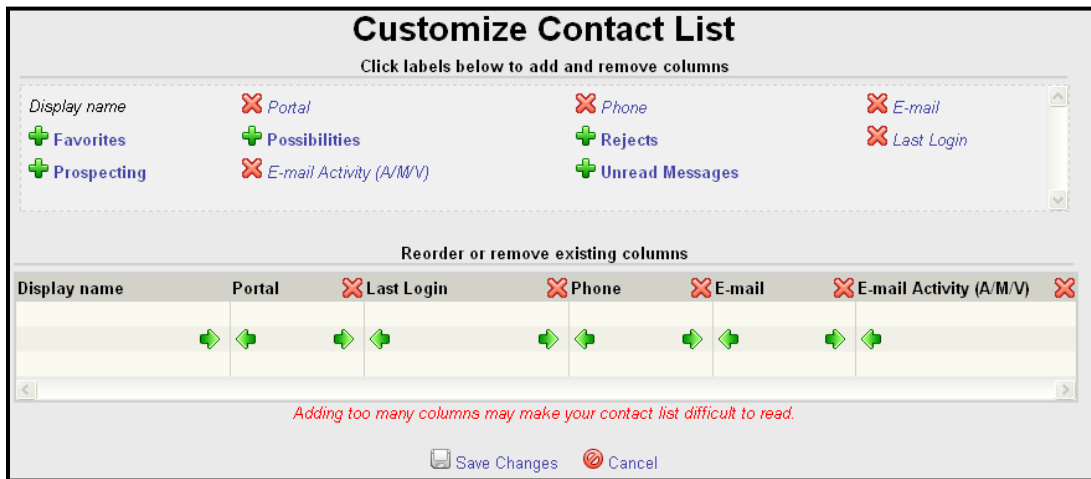 Customize Contact List
Click labels below to add and remove columns
Display name Portal Phone E-mail
Favorites Possibilities Rejects Last Login
Prospecting E-mail Activity (A/M/V) Unread Messages
Reorder or remove existing columns
Display name Portal Last Login Phone E-mail E-mail Activity (A/M/V)
Adding too many columns may make your contact list difficult to read.
Save Changes Cancel